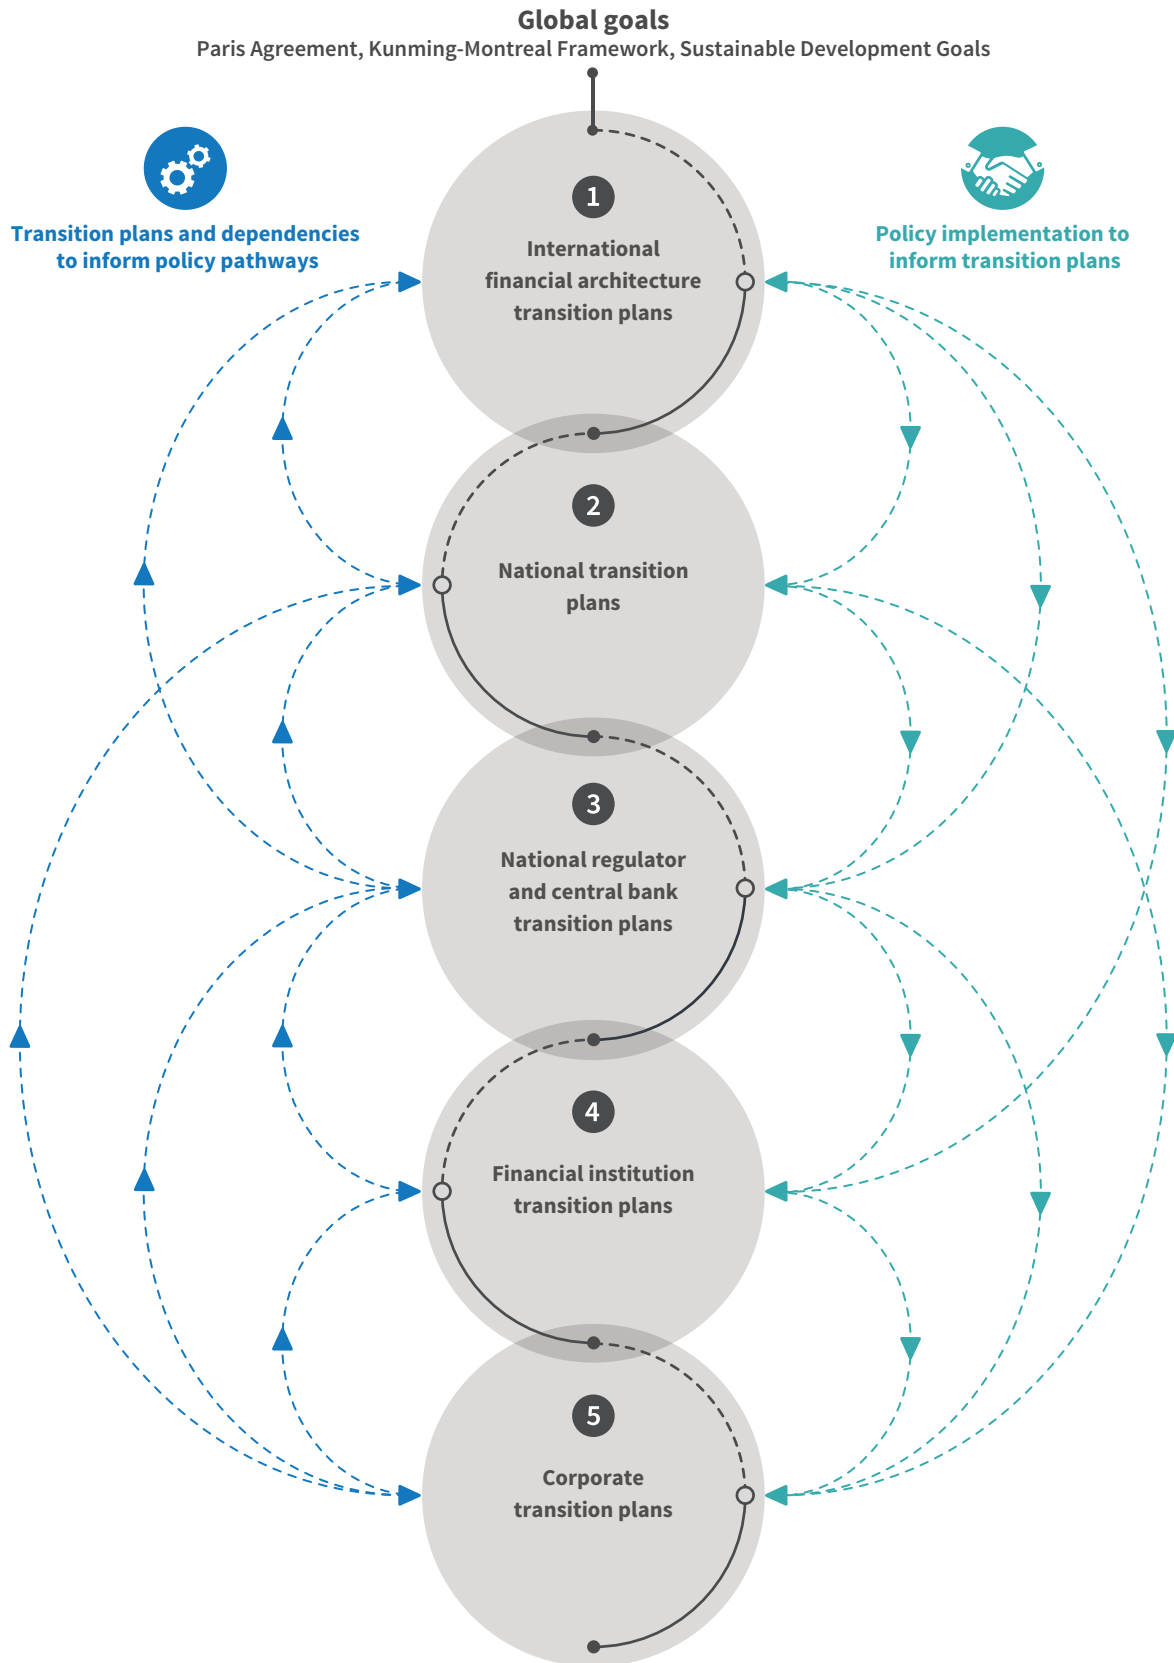 Global goals
Paris Agreement, Kunming-Montreal Framework, Sustainable Development Goals
Transition plans and dependencies
to inform policy pathways
Policy implementation to
inform transition plans
1
International
financial architecture
transition plans
2
National transition
plans
3
National regulator
and central bank
transition plans
4
Financial institution
transition plans
5
Corporate
transition plans